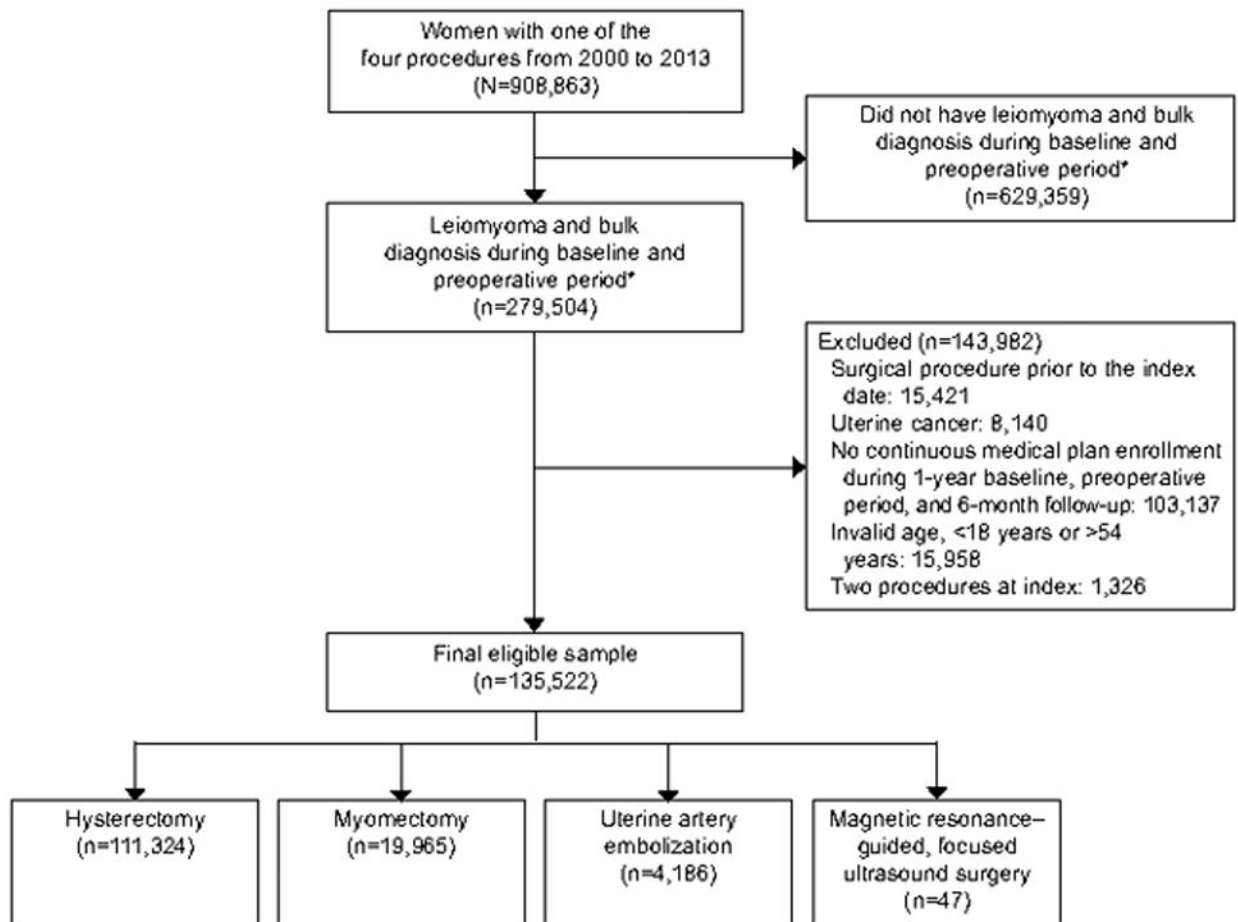 Women with one of the
four procedures from 2000 to 2013
(N=908,863)
Did not have leiomyoma and bulk
diagnosis during baseline and
preoperative period*
(n=629,359)
Leiomyoma and bulk
diagnosis during baseline and
preoperative period*
(n=279,504)
Excluded (n=143,982)
Surgical procedure prior to the index
date: 15,421
Uterine cancer: 8,140
No continuous medical plan enrollment
during 1-year baseline, preoperative
period, and 6-month follow-up: 103,137
Invalid age, <18 years or >54
years: 15,958
Two procedures at index: 1,326
Final eligible sample
(n=135,522)
Hysterectomy
(n=111,324)
Myomectomy
(n=19,965)
Uterine artery
embolization
(n=4,186)
Magnetic resonance–
guided, focused
ultrasound surgery
(n=47)